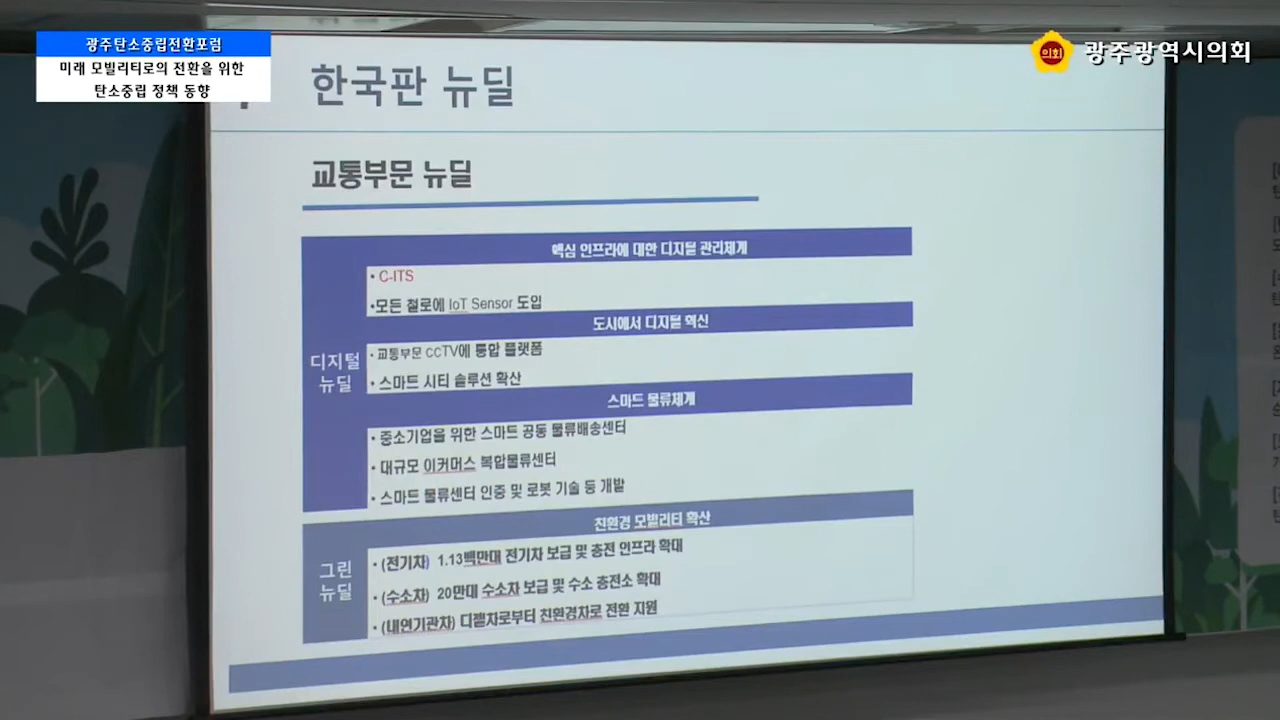 광주탄소중립전환포럼
미래 모빌리티로의 전환을 위한
탄소중립 정책 동향
의회 광주광역시의회
한국판 뉴딜
교통부문 뉴딜
핵심 인프라에 대한 디지털 관리체계
• C-ITS
•모든 철로에 IoT Sensor 도입
도시에서 디지털 혁신
디지털
뉴딜
• 교통부문 CCTV에 통합 플랫폼
• 스마트 시티 솔루션 확산
스마트 물류체계
• 중소기업을 위한 스마트 공동 물류배송센터
• 대규모 이커머스 복합물류센터
• 스마트 물류센터 인증 및 로봇 기술 등 개발
친환경 모빌리티 확산
그린
뉴딜
• (전기차) 1.13백만대 전기차 보급 및 충전 인프라 확대
• (수소차) 20만대 수소차 보급 및 수소 충전소 확대
• (내연기관차) 디젤차로부터 친환경차로 전환 지원